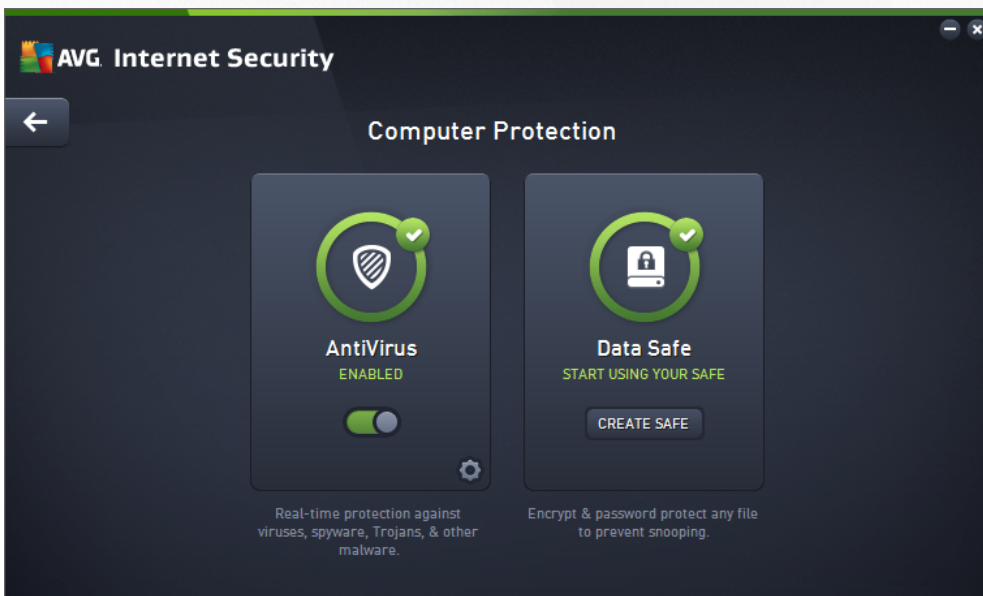 AVG. Internet Security
Computer Protection
AntiVirus
ENABLED
Real-time protection against
viruses, spyware, Trojans, & other
malware.
Data Safe
START USING YOUR SAFE
CREATE SAFE
Encrypt & password protect any file
to prevent snooping.